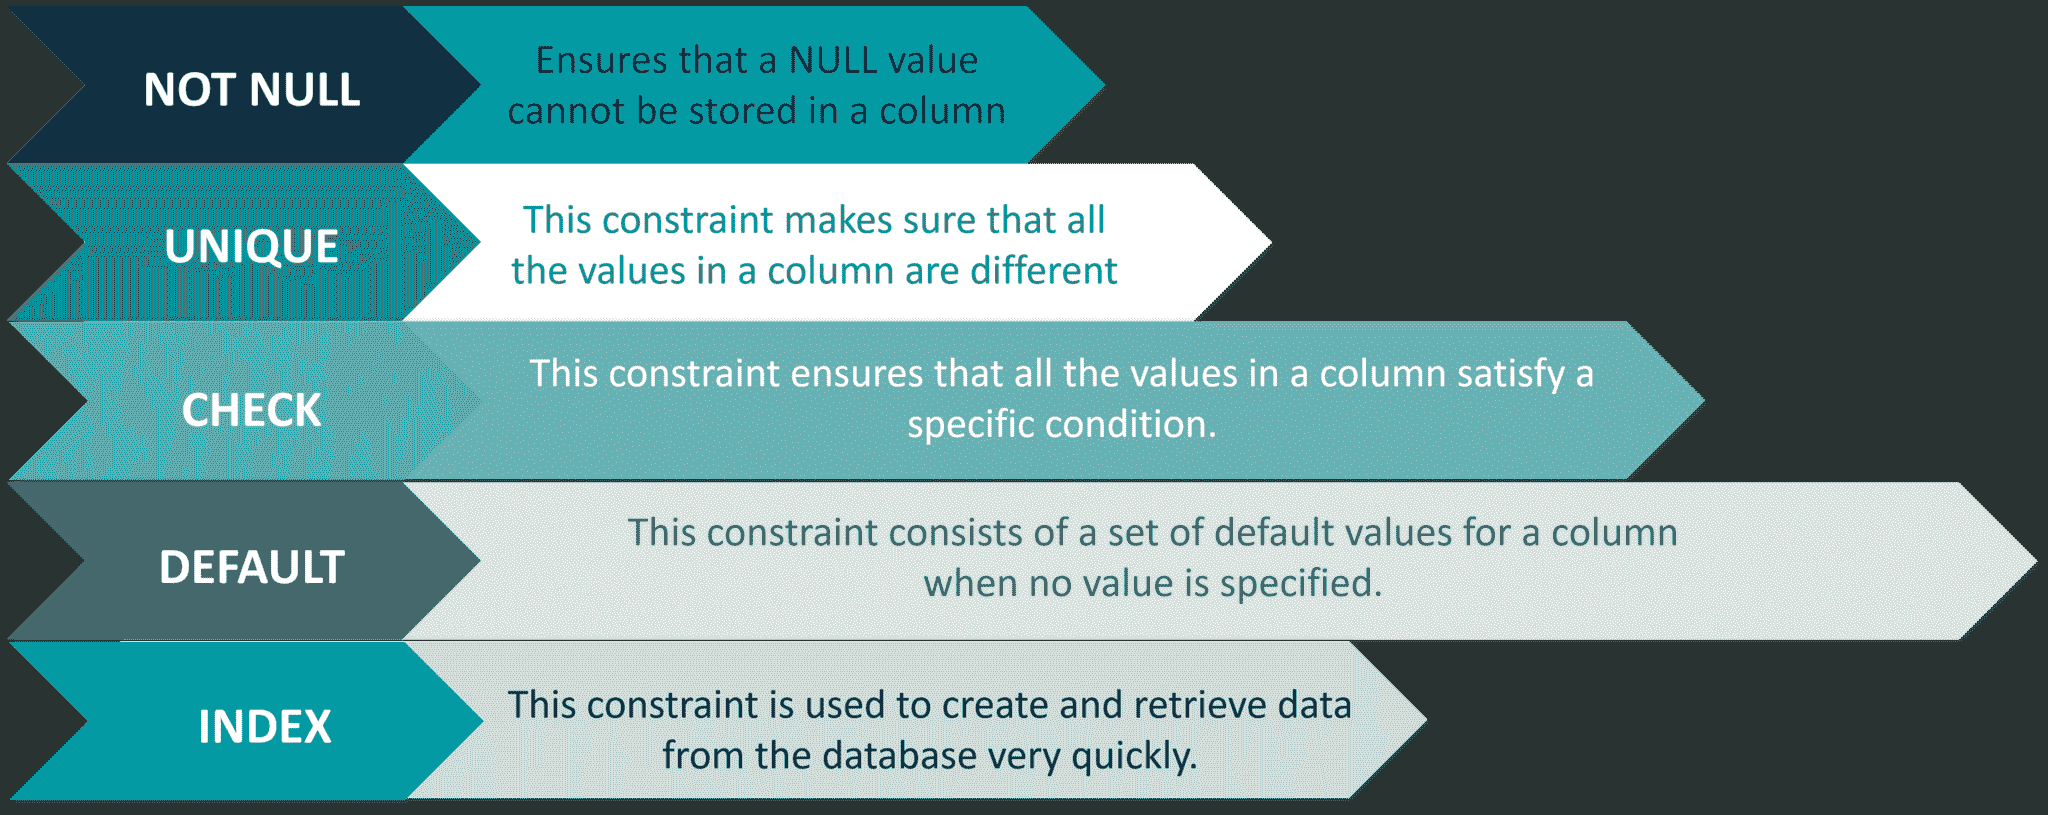 NOT NULL
Ensures that a NULL value
cannot be stored in a column
UNIQUE
This constraint makes sure that all
the values in a column are different
CHECK
This constraint ensures that all the values in a column satisfy a
specific condition.
DEFAULT
This constraint consists of a set of default values for a column
when no value is specified.
INDEX
This constraint is used to create and retrieve data
from the database very quickly.